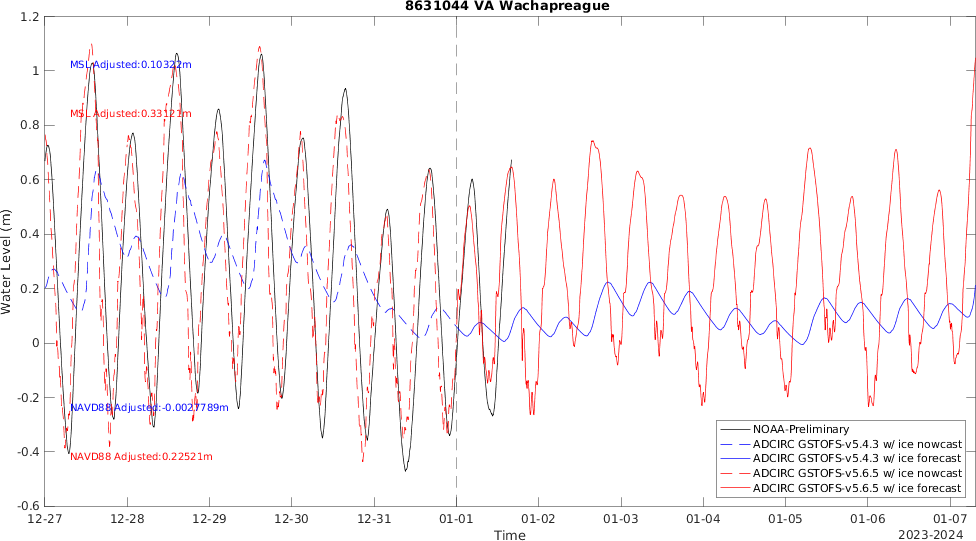 8631044 VA Wachapreague
1.2
1
0.8
0.6
0.4
0.2
0
-0.2
-0.4
-0.6
Water Level (m)
MSL Adjusted:0.10322m
MSL Adjusted:0.33121m
NAVD88 Adjusted:-0.0027789m
NAVD88 Adjusted:0.22521m
NOAA-Preliminary
ADCIRC GSTOFS-v5.4.3 w/ ice nowcast
ADCIRC GSTOFS-v5.4.3 w/ ice forecast
ADCIRC GSTOFS-v5.6.5 w/ ice nowcast
ADCIRC GSTOFS-v5.6.5 w/ ice forecast
12-27 12-28 12-29 12-30 12-31 01-01 01-02 01-03 01-04 01-05 01-06 01-07
2023-2024
Time